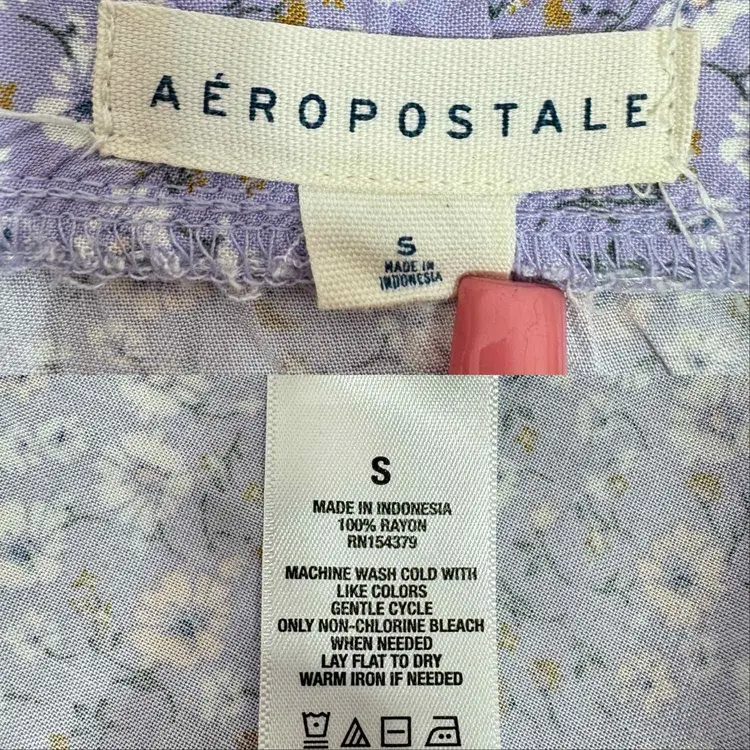 AÉROPOSTALE
S
MADE IN
INDONESIA
S
MADE IN INDONESIA
100% RAYON
RN154379
MACHINE WASH COLD WITH
LIKE COLORS
GENTLE CYCLE
ONLY NON-CHLORINE BLEACH
WHEN NEEDED
LAY FLAT TO DRY
WARM IRON IF NEEDED